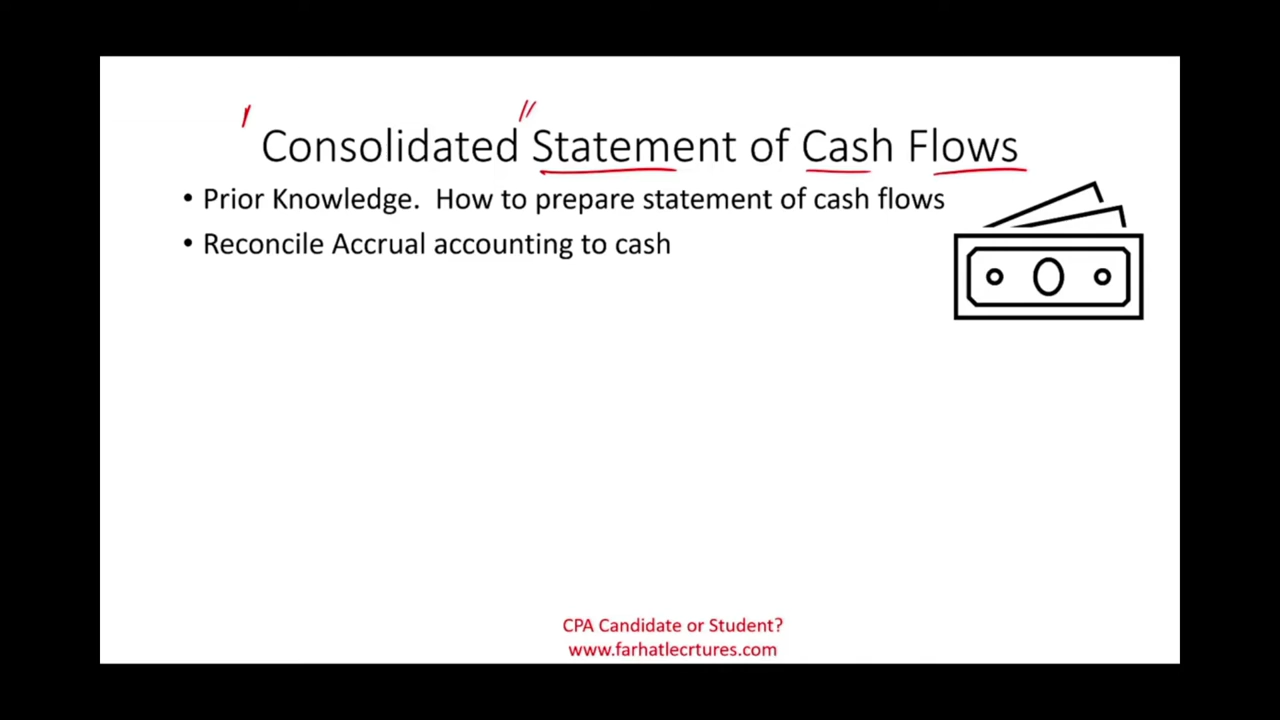 Consolidated Statement of Cash Flows
• Prior Knowledge. How to prepare statement of cash flows
• Reconcile Accrual accounting to cash
CPA Candidate or Student?
www.farhatlecrtures.com